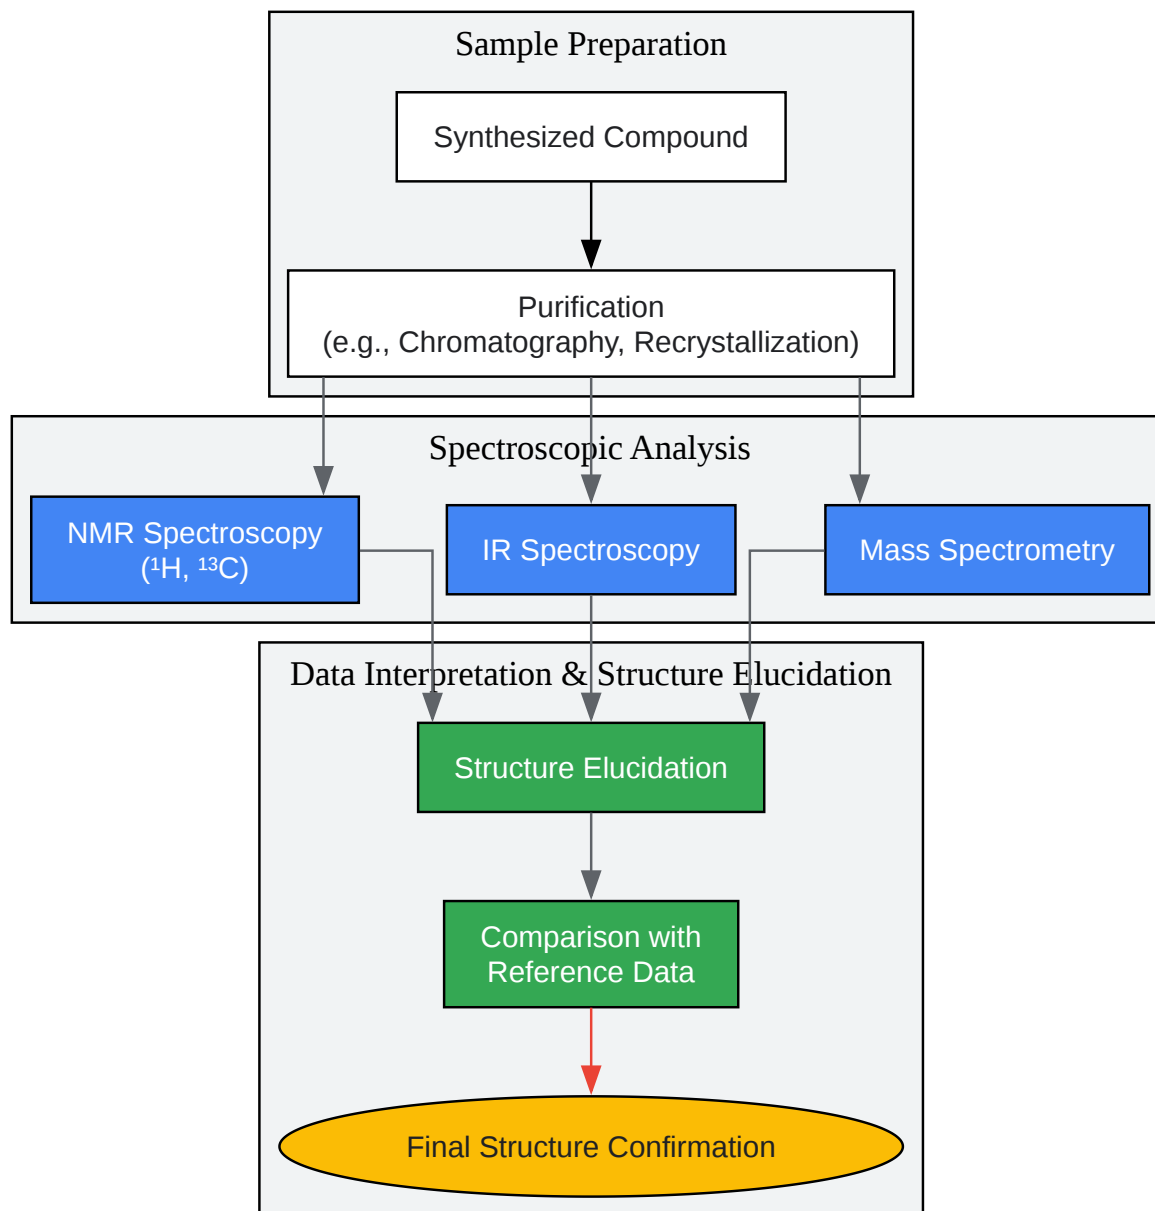 Sample Preparation
Synthesized Compound
Purification
(e.g., Chromatography, Recrystallization)
Spectroscopic Analysis
NMR Spectroscopy
(¹H, ¹³C)
IR Spectroscopy
Mass Spectrometry
Data Interpretation & Structure Elucidation
Structure Elucidation
Comparison with
Reference Data
Final Structure Confirmation